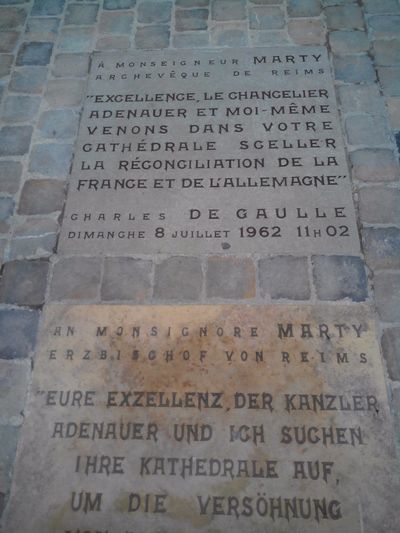 À MONSEIGNEUR MARTY
ARCHEVÊQUE DE REIMS
"EXCELLENCE, LE CHANCELIER
ADENAUER ET MOI-MÊME
VENONS DANS VOTRE
CATHÉDRALE SCELLER
LA RÉCONCILIATION DE LA
FRANCE ET DE L'ALLEMAGNE"
CHARLES DE GAULLE
DIMANCHE 8 JUILLET 1962 11H02
AN MONSIGNORE MARTY
ERZBISCHOF VON REIMS
"EURE EXZELLENZ, DER KANZLER
ADENAUER UND ICH SUCHEN
IHRE KATHEDRALE AUF,
UM DIE VERSÖHNUNG